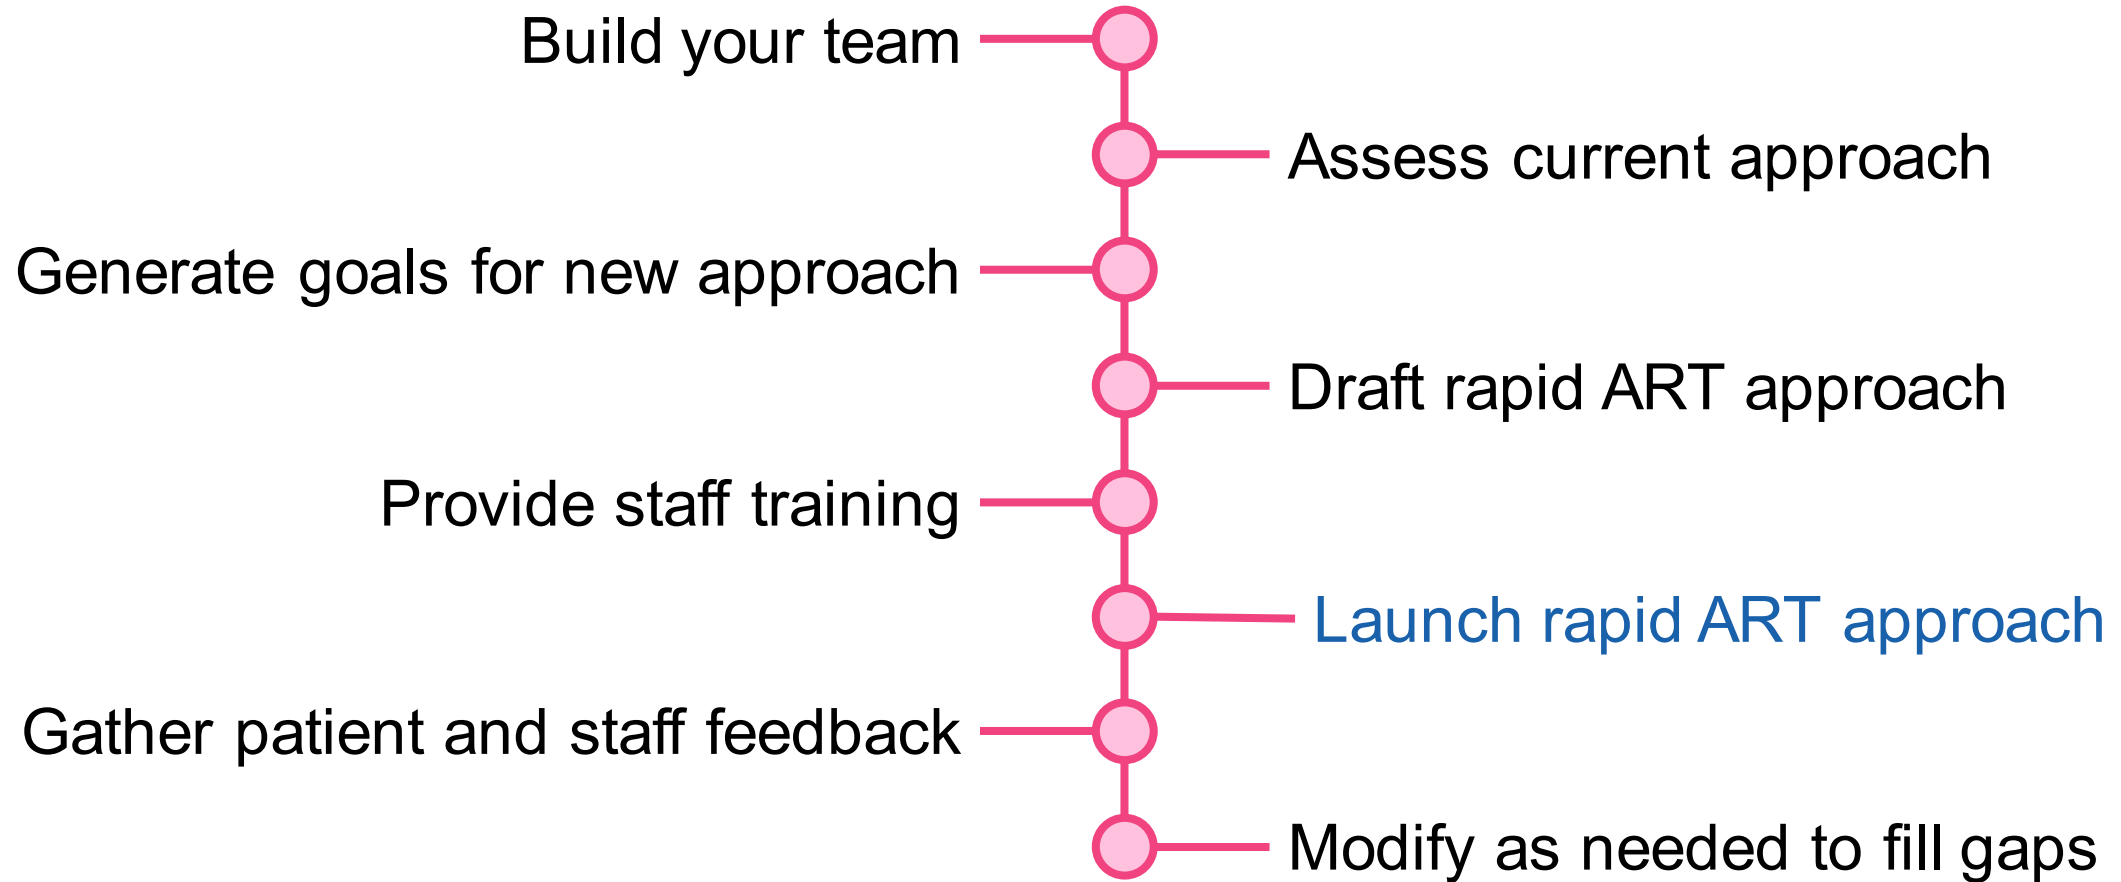 Build your team
Assess current approach
Generate goals for new approach
Draft rapid ART approach
Provide staff training
Launch rapid ART approach
Gather patient and staff feedback
Modify as needed to fill gaps